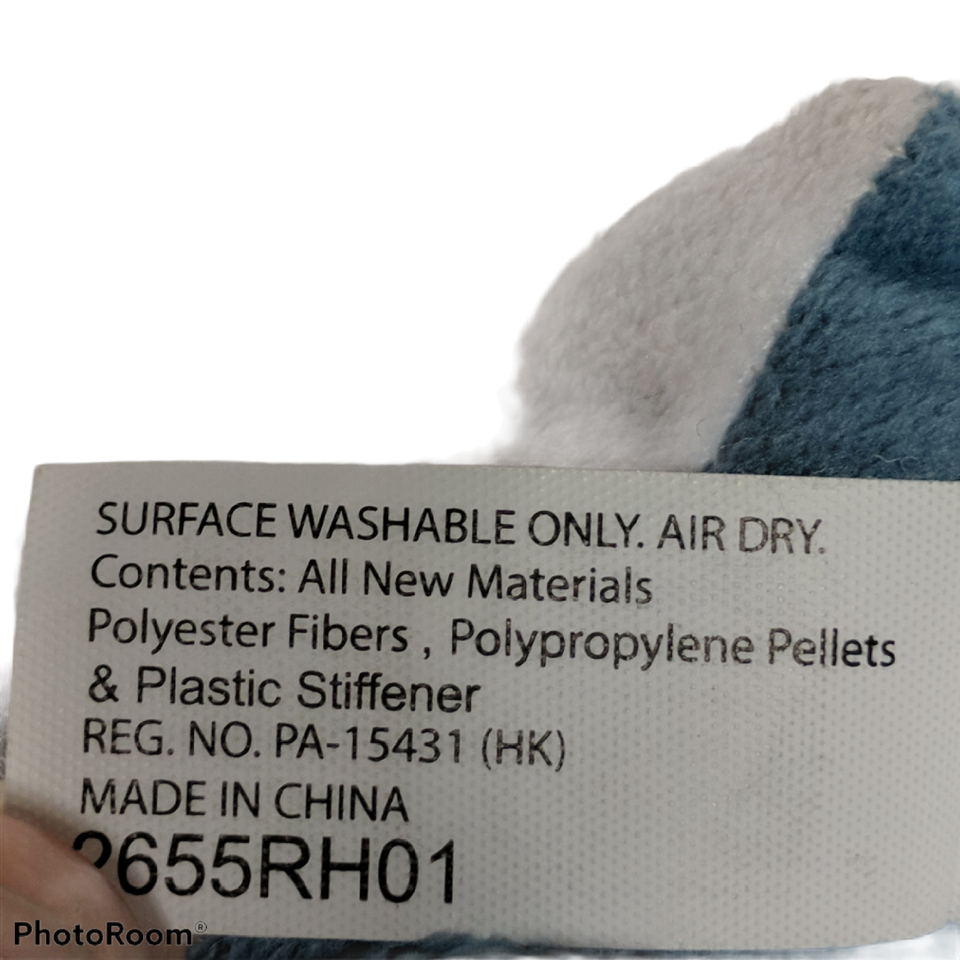 SURFACE WASHABLE ONLY. AIR DRY.
Contents: All New Materials
Polyester Fibers , Polypropylene Pellets
& Plastic Stiffener
REG. NO. PA-15431 (HK)
MADE IN CHINA
2655RH01
PhotoRoom®